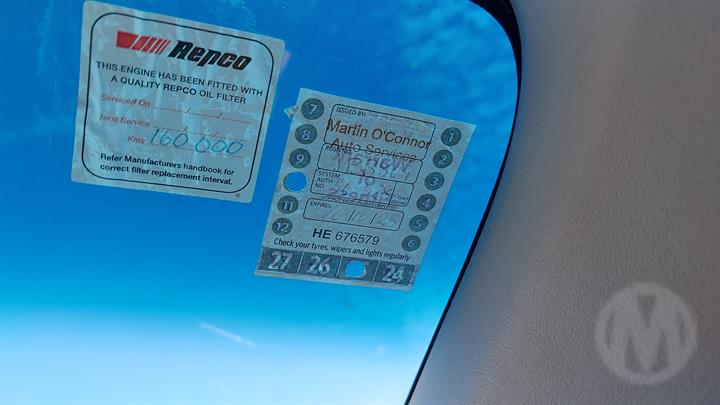 Repco
THIS ENGINE HAS BEEN FITTED WITH
A QUALITY REPCO OIL FILTER
Serviced On
Next Service
Kms 160 000
Refer Manufacturers handbook for
correct filter replacement interval.
ISSUED BY:
Martin O'Connor
Auto Services
SYSTEM
AUTH
NO
EXPIRES:
HE 676579
Check your tyres, wipers and lights regularly
7
8
9
11
12
1
2
3
4
5
6
27 26 24
M